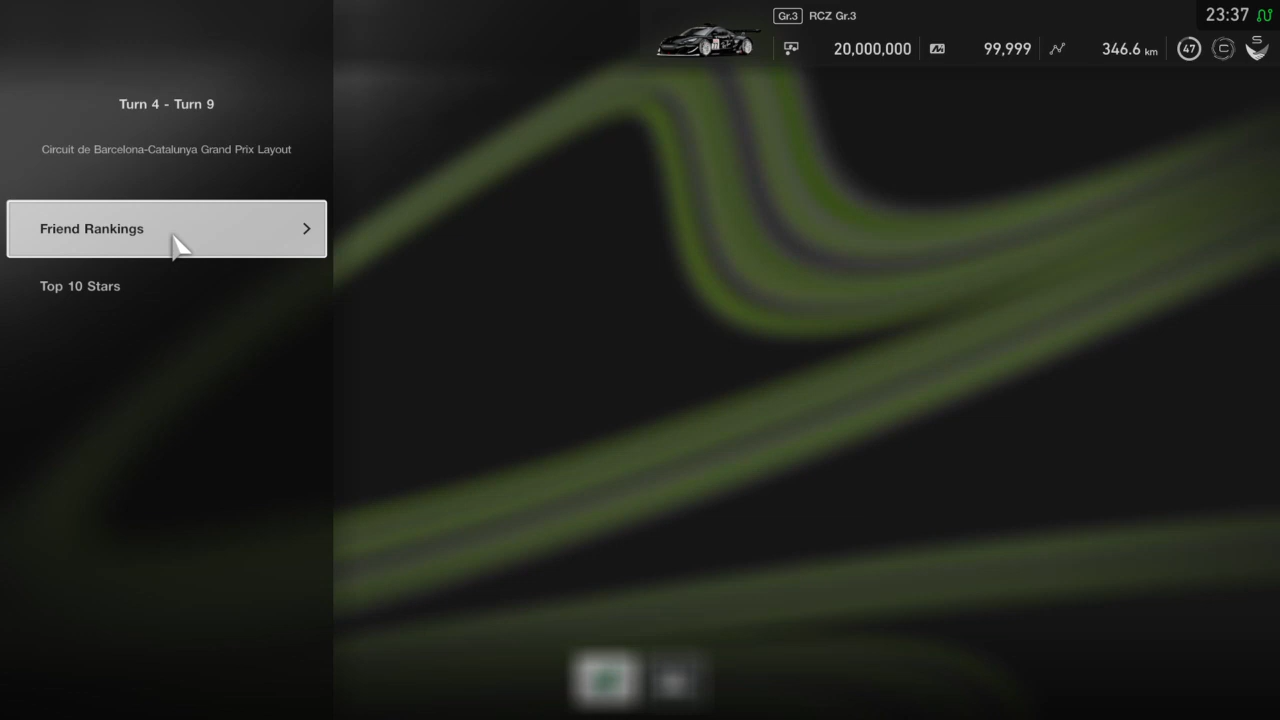 Gr.3 RCZ Gr.3
23:37
20,000,000 99,999 346.6 km 47 C S
Turn 4 - Turn 9
Circuit de Barcelona-Catalunya Grand Prix Layout
Friend Rankings
Top 10 Stars